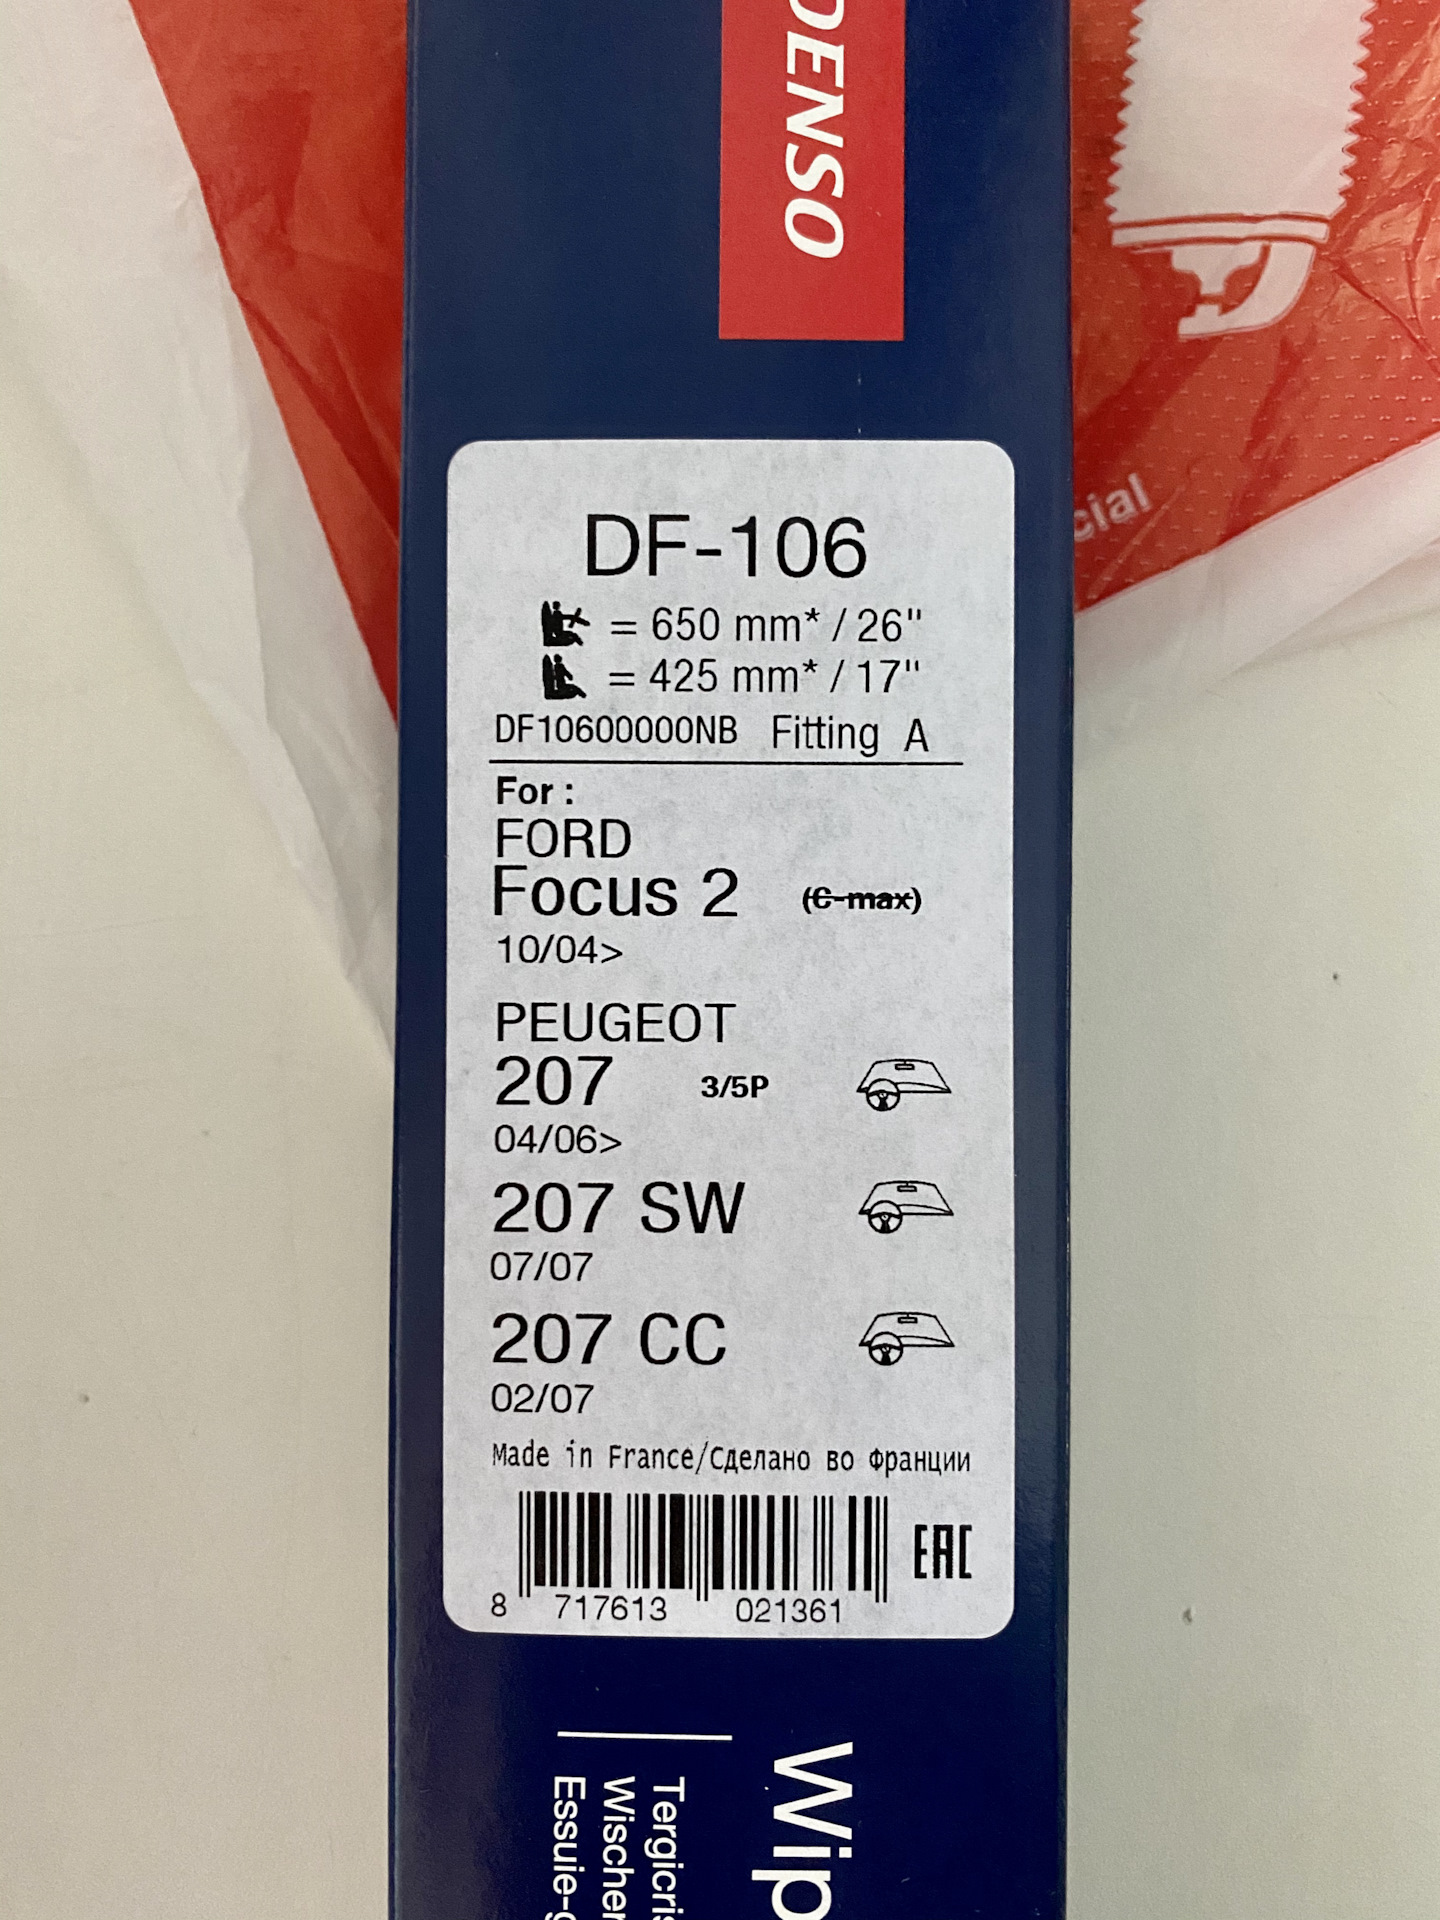 DENSO
cial
DF-106
= 650 mm* / 26"
= 425 mm* / 17"
DF10600000NB Fitting A
For :
FORD
Focus 2 (C-max)
10/04>
PEUGEOT
207 3/5P
04/06>
207 SW
07/07
207 CC
02/07
Made in France/Сделано во Франции
EAC
8 717613 021361
Wip
Tergicris
Wischer
Essuie-g